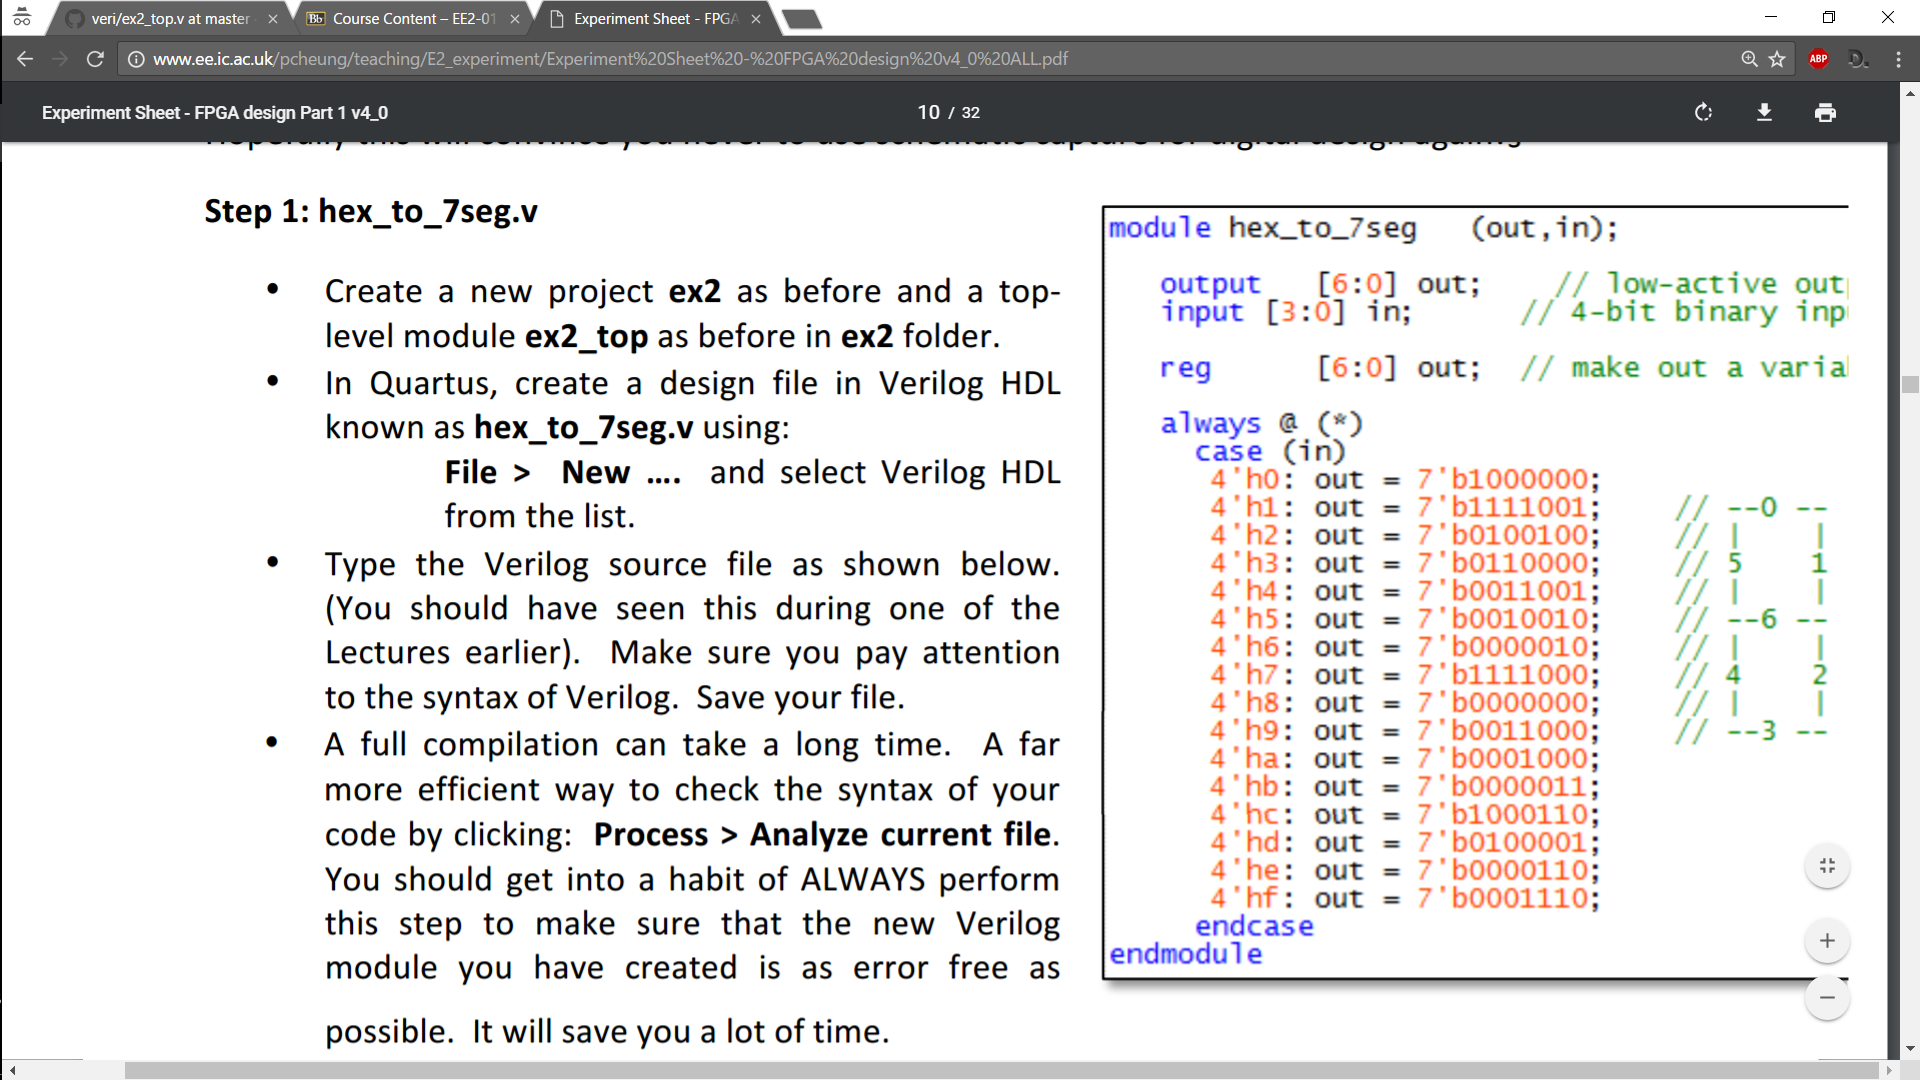 veri/ex2_top.v at master
Course Content – EE2-01
Experiment Sheet - FPGA
www.ee.ic.ac.uk/pcheung/teaching/E2_experiment/Experiment%20Sheet%20-%20FPGA%20design%20v4_0%20ALL.pdf
ABP
Experiment Sheet - FPGA design Part 1 v4_0
10 / 32
Step 1: hex_to_7seg.v
• Create a new project ex2 as before and a top-
level module ex2_top as before in ex2 folder.
• In Quartus, create a design file in Verilog HDL
known as hex_to_7seg.v using:
File > New .... and select Verilog HDL
from the list.
• Type the Verilog source file as shown below.
(You should have seen this during one of the
Lectures earlier). Make sure you pay attention
to the syntax of Verilog. Save your file.
• A full compilation can take a long time. A far
more efficient way to check the syntax of your
code by clicking: Process > Analyze current file.
You should get into a habit of ALWAYS perform
this step to make sure that the new Verilog
module you have created is as error free as
possible. It will save you a lot of time.
module hex_to_7seg (out,in);
output [6:0] out; // low-active out
input [3:0] in; // 4-bit binary inp
reg [6:0] out; // make out a varia
always @ (*)
case (in)
4'h0: out = 7'b1000000;
4'h1: out = 7'b1111001; // --0 --
4'h2: out = 7'b0100100; // | |
4'h3: out = 7'b0110000; // 5 1
4'h4: out = 7'b0011001; // | |
4'h5: out = 7'b0010010; // --6 --
4'h6: out = 7'b0000010; // | |
4'h7: out = 7'b1111000; // 4 2
4'h8: out = 7'b0000000; // | |
4'h9: out = 7'b0011000; // --3 --
4'ha: out = 7'b0001000;
4'hb: out = 7'b0000011;
4'hc: out = 7'b1000110;
4'hd: out = 7'b0100001;
4'he: out = 7'b0000110;
4'hf: out = 7'b0001110;
endcase
endmodule